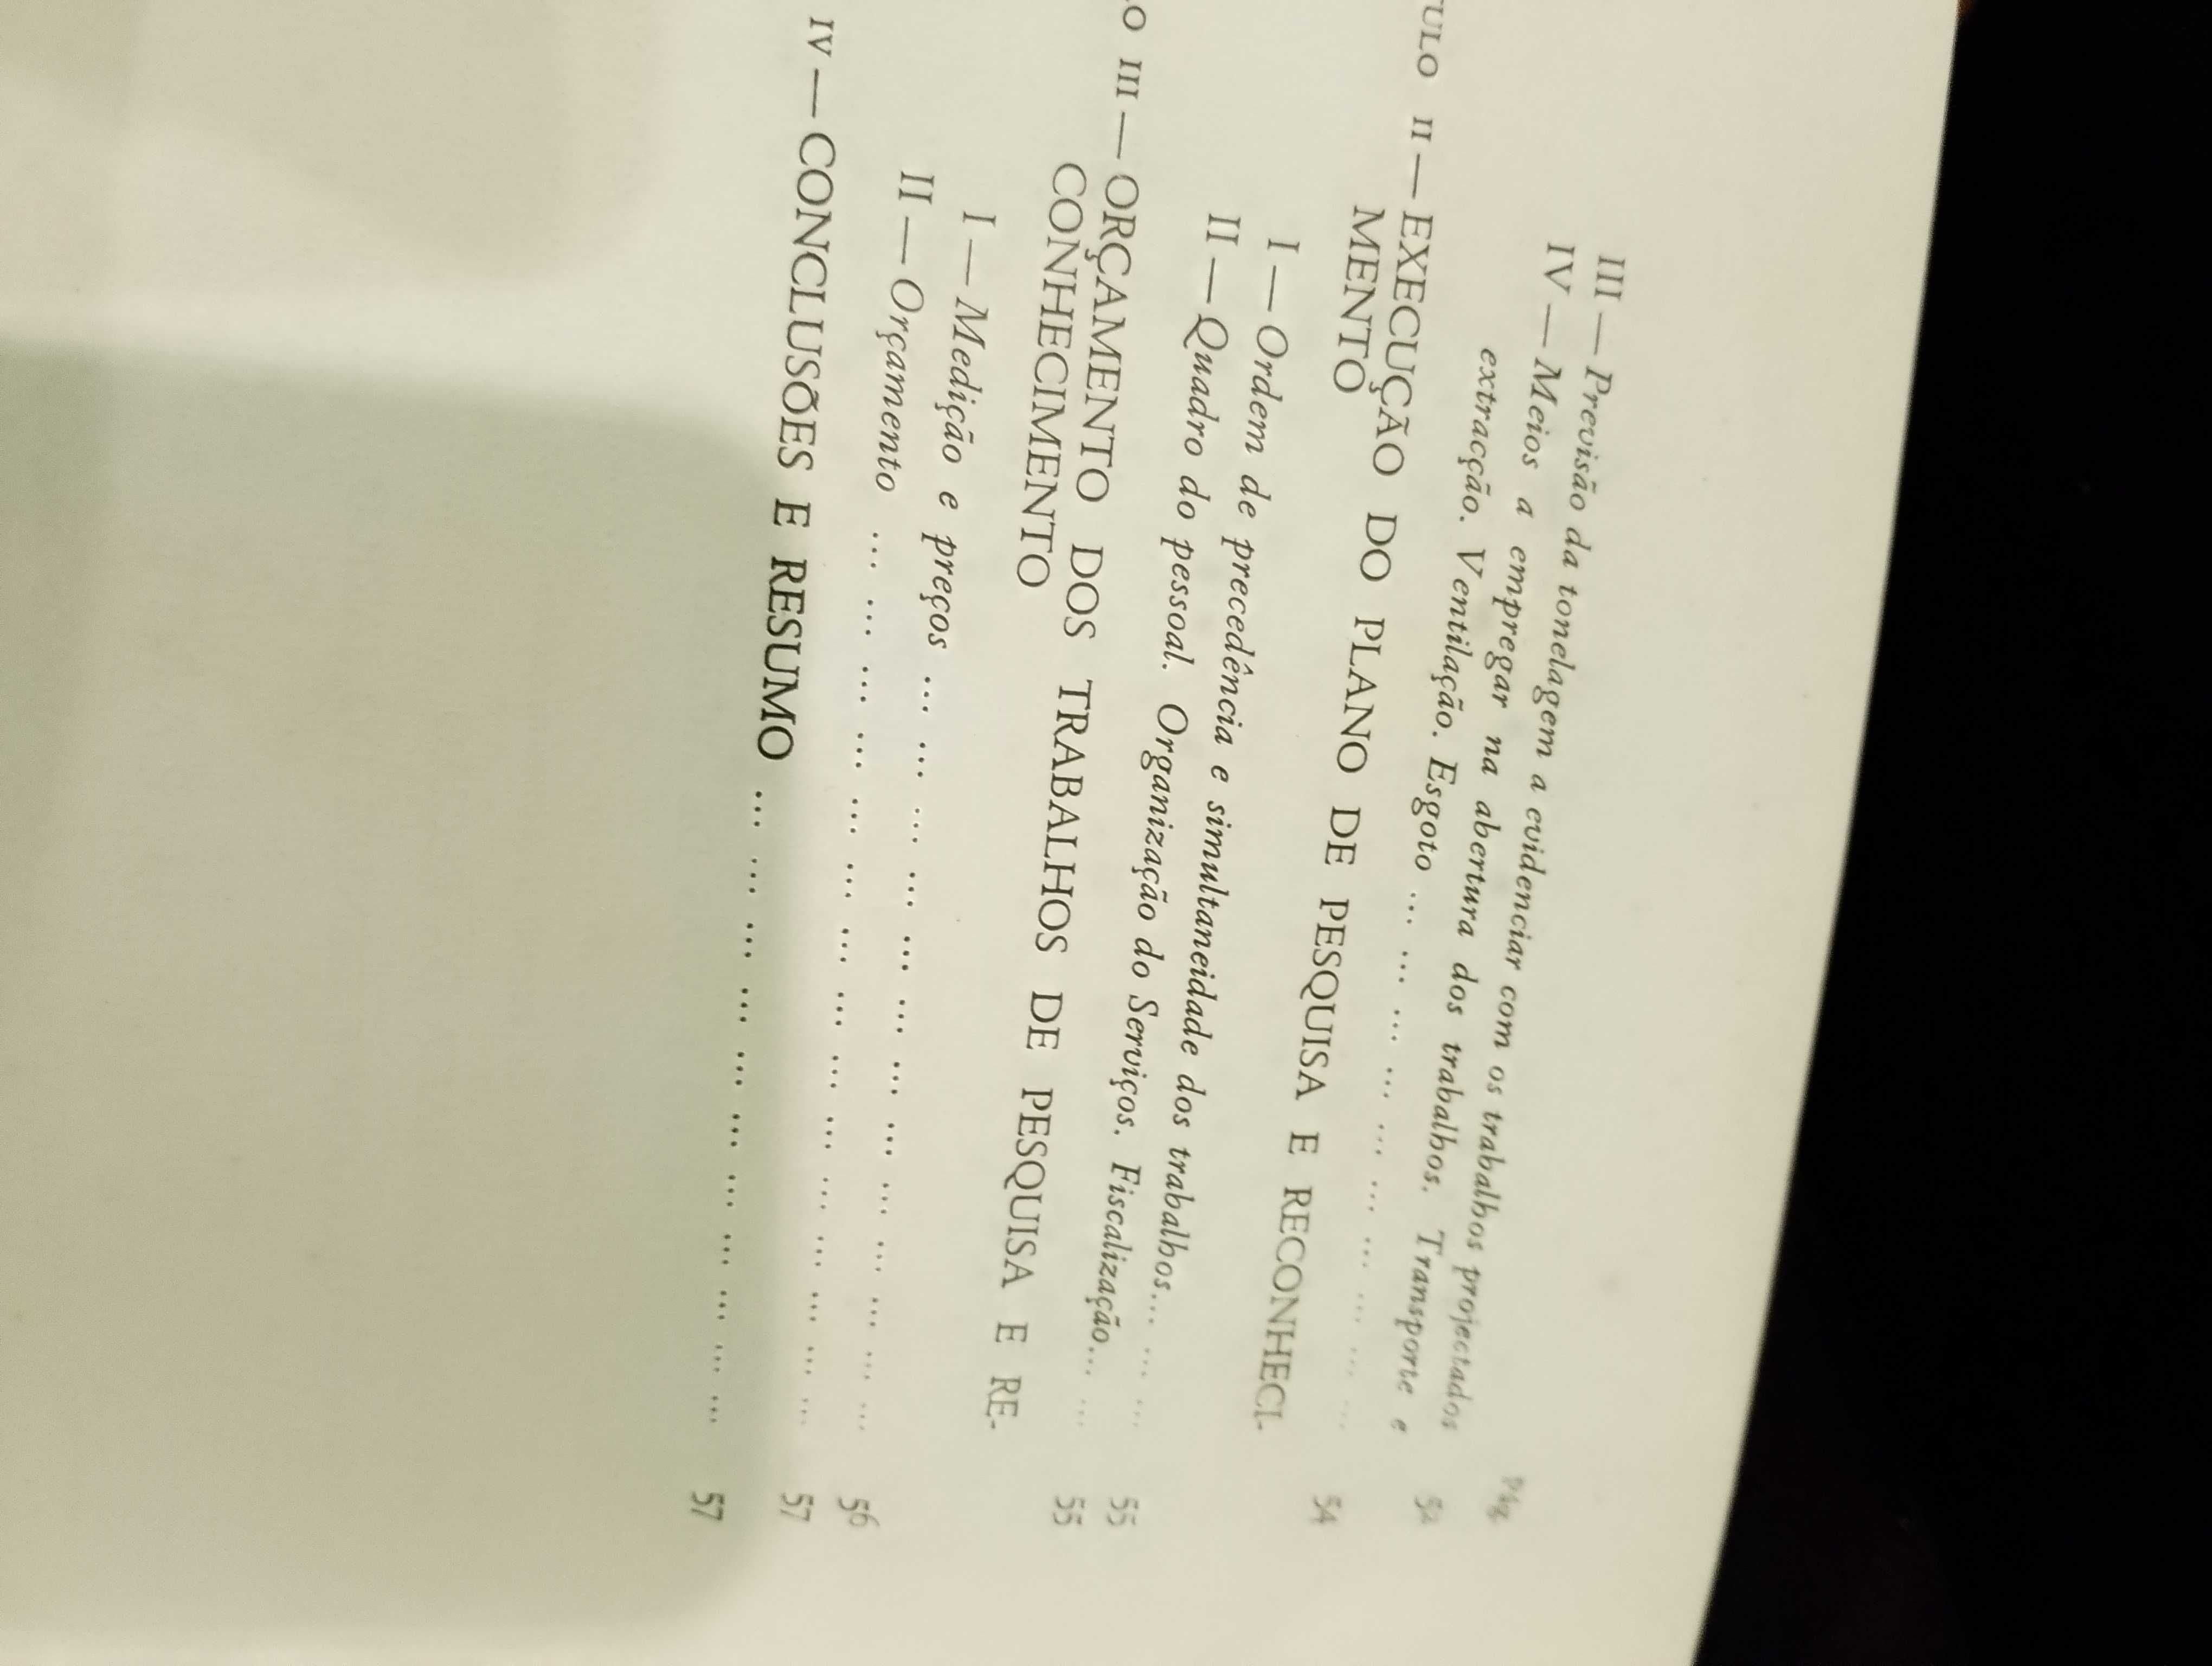 Pág.
III — Previsão da tonelagem a evidenciar com os trabalhos projectados 52
IV — Meios a empregar na abertura dos trabalhos. Transporte e
extracção. Ventilação. Esgoto ... ... ... ... ... ... ... ... ... ... 54
ULO II — EXECUÇÃO DO PLANO DE PESQUISA E RECONHECI-
MENTO
I — Ordem de precedência e simultaneidade dos trabalhos... ... ... 55
II — Quadro do pessoal. Organização do Serviços. Fiscalização... ... 55
O III — ORÇAMENTO DOS TRABALHOS DE PESQUISA E RE-
CONHECIMENTO
I — Medição e preços ... ... ... ... ... ... ... ... ... ... ... ... 56
II — Orçamento ... ... ... ... ... ... ... ... ... ... ... ... ... ... ... 57
IV — CONCLUSÕES E RESUMO ... ... ... ... ... ... ... ... ... ... ... 57